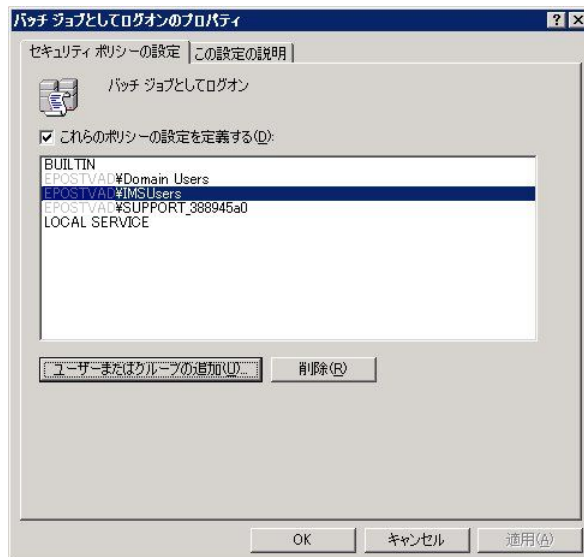 バッチ ジョブとしてログオンのプロパティ
セキュリティ ポリシーの設定 この設定の説明
バッチ ジョブとしてログオン
これらのポリシーの設定を定義する(D):
BUILTIN
EPOSTVAD¥Domain Users
EPOSTVAD¥IMSUsers
EPOSTVAD¥SUPPORT_388945a0
LOCAL SERVICE
ユーザーまたはグループの追加(U)... 削除(R)
OK キャンセル 適用(A)